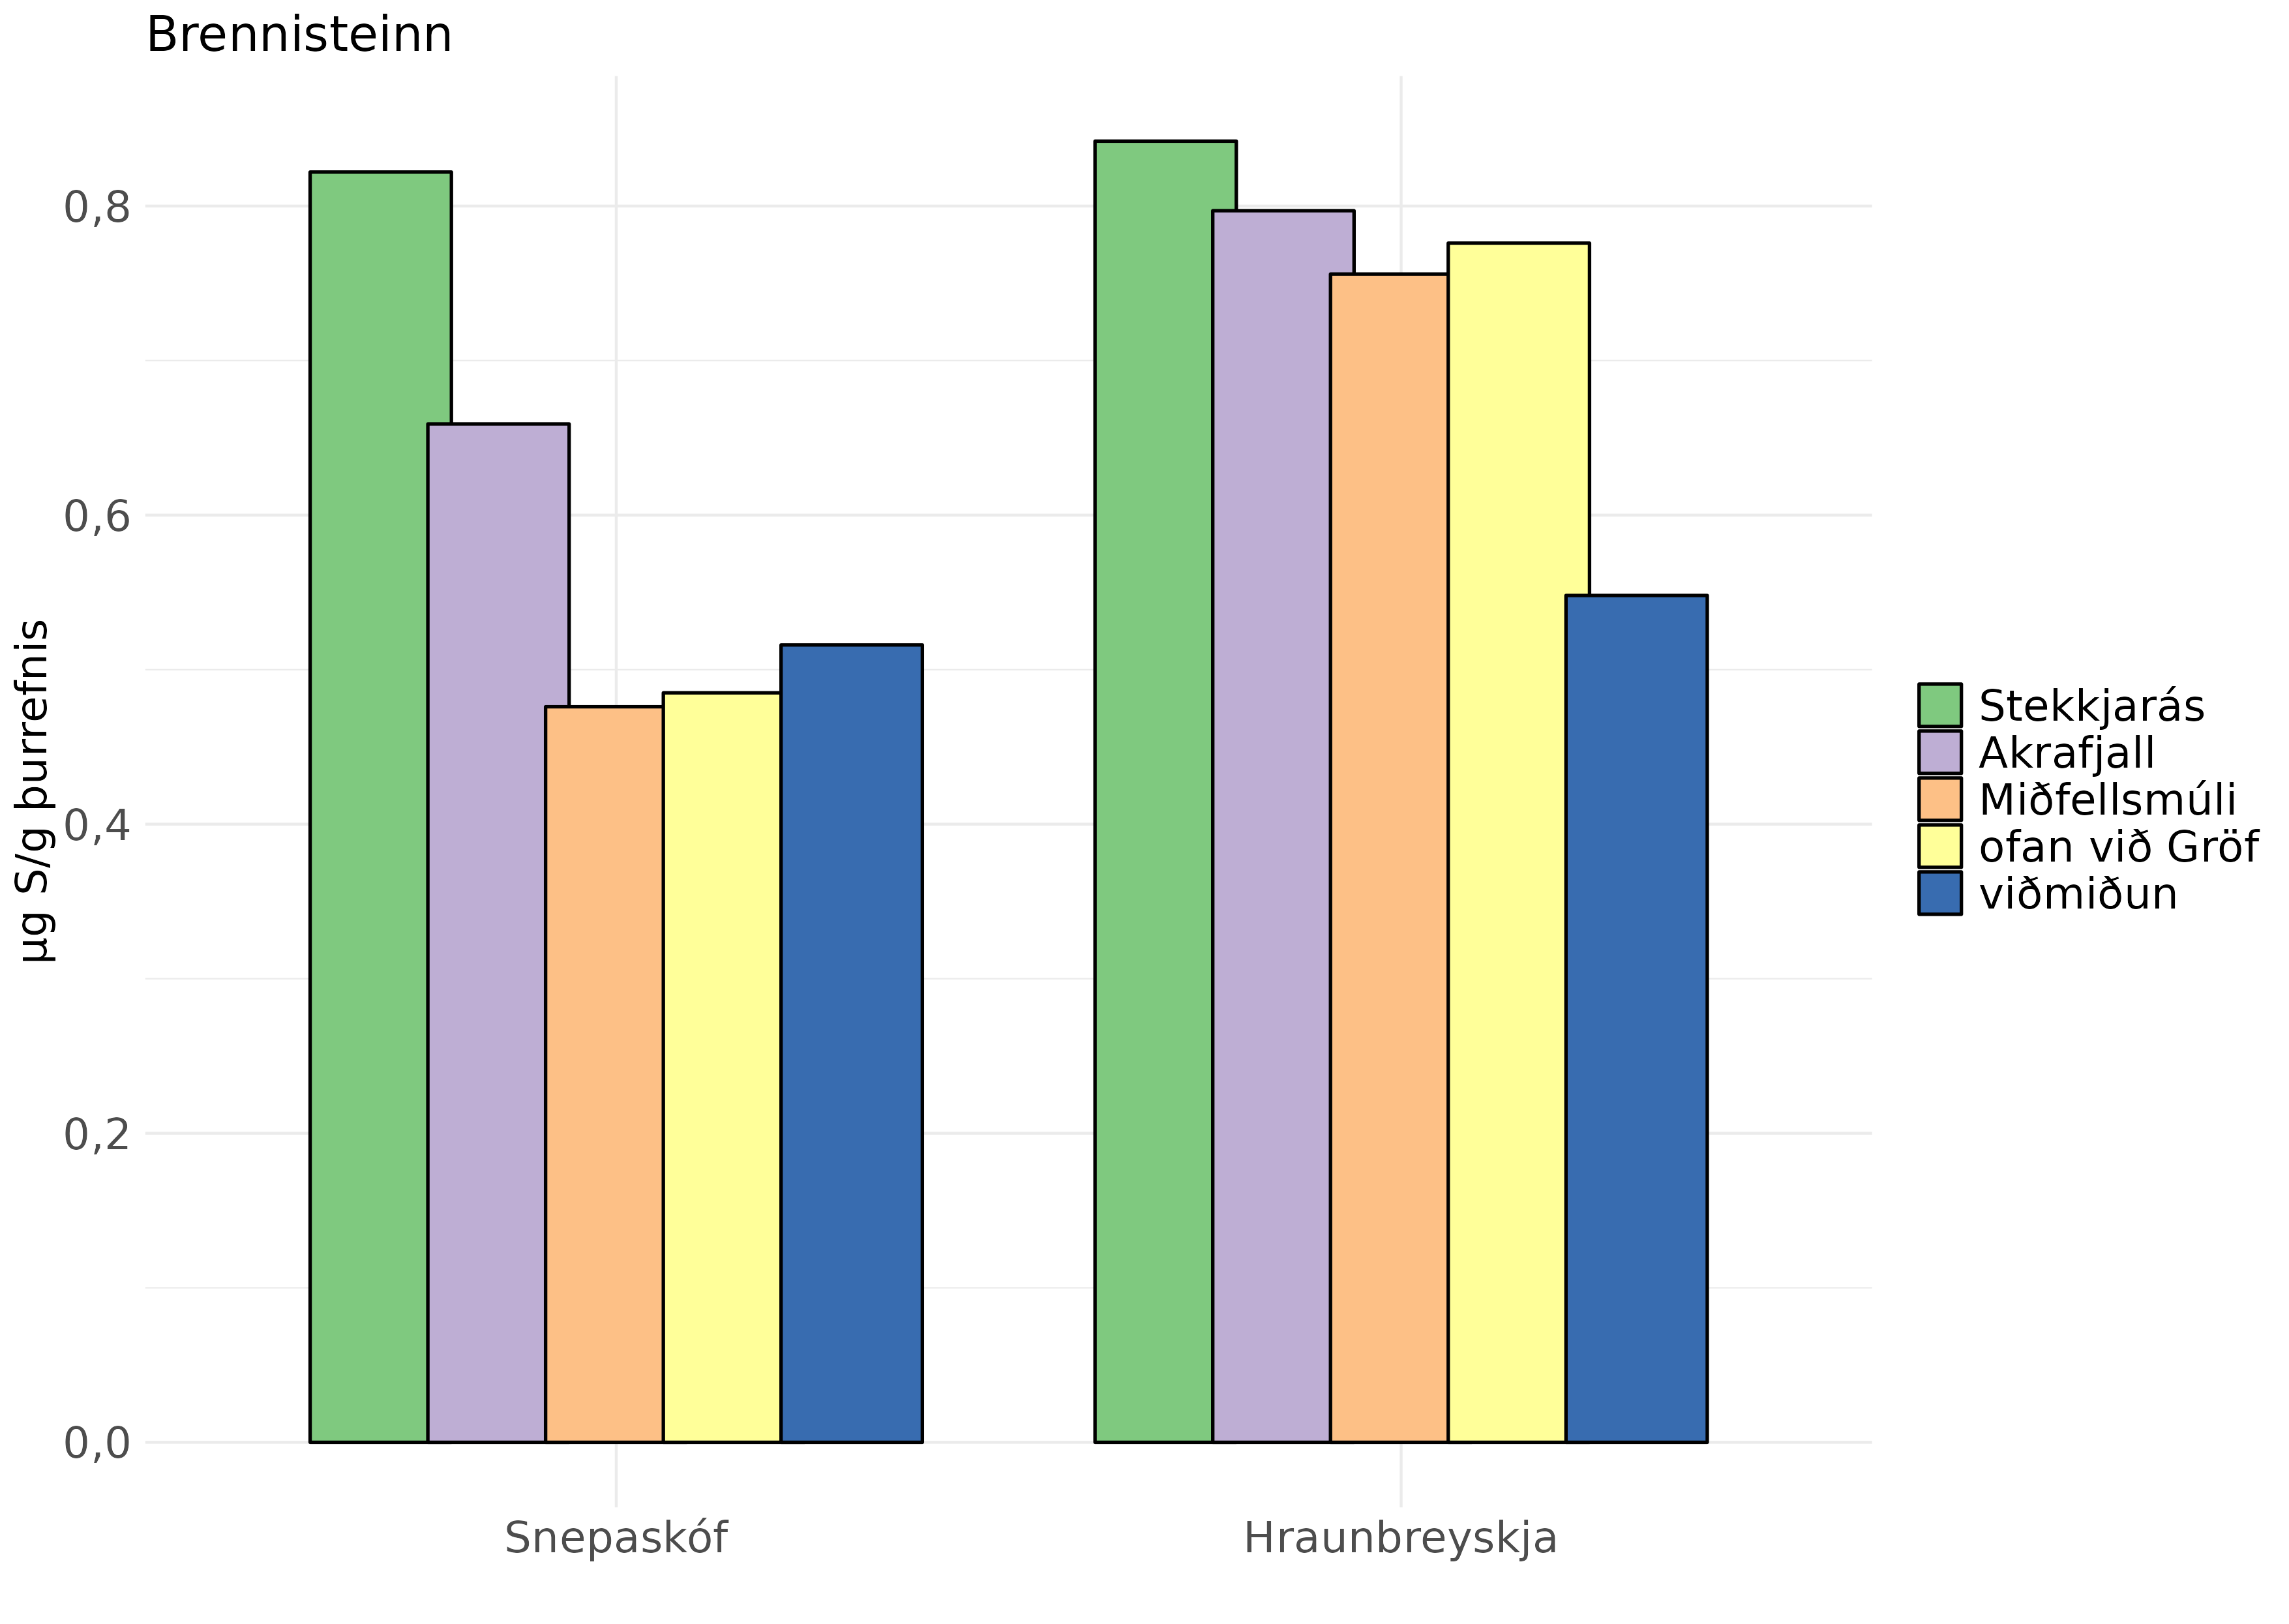 Brennisteinn
µg S/g þurrefnis
0,8
0,6
0,4
0,2
0,0
Snepaskóf
Hraunbreyskja
Stekkjarás
Akrafjall
Miðfellsmúli
ofan við Gröf
viðmiðun